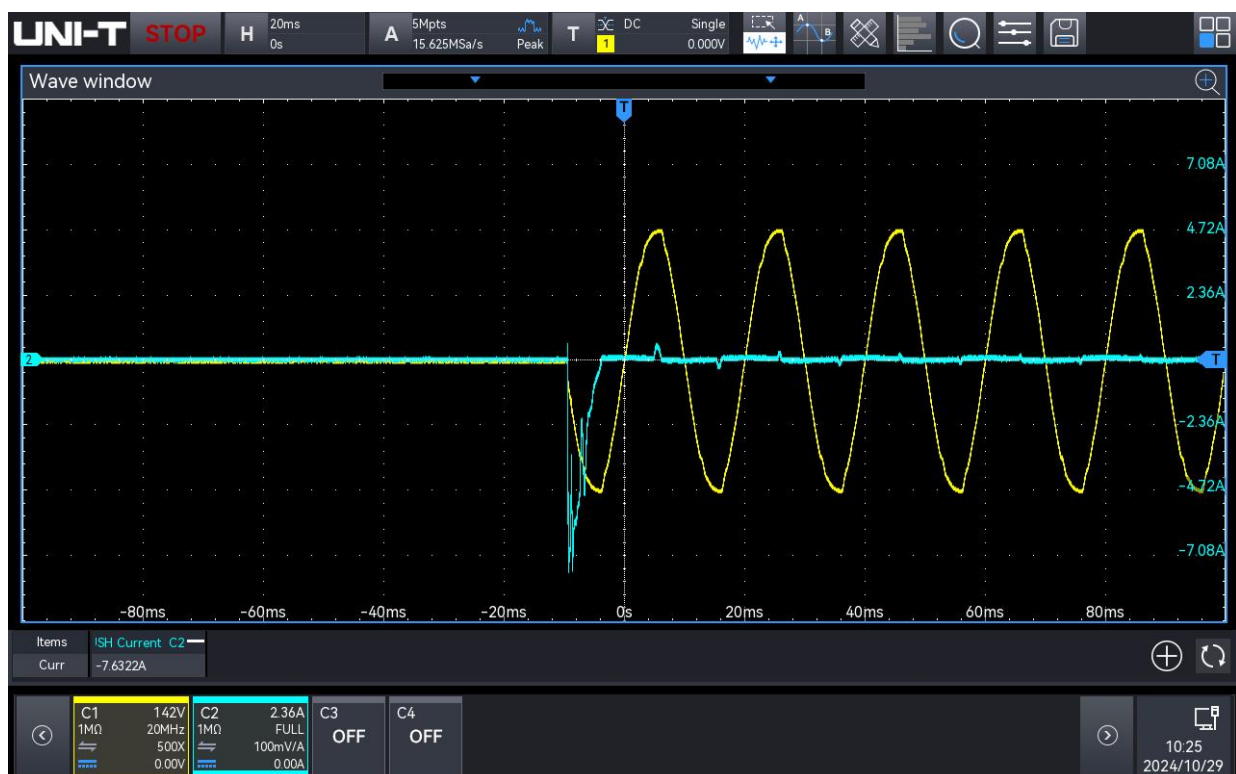 UNI-T STOP H 20ms A 5Mpts Peak T DC Single
0s 15.625MSa/s 1 0.000V A B
Wave window
T
7.08A
4.72A
2.36A
2 T
-2.36A
-4.72A
-7.08A
-80ms -60ms -40ms -20ms 0s 20ms 40ms 60ms 80ms
Items SH Current C2
Curr -7.6322A
C1 142V C2 2.36A C3 C4
1MΩ 20MHz 1MΩ FULL OFF OFF
500X 100mV/A
0.00V 0.00A
10:25
2024/10/29